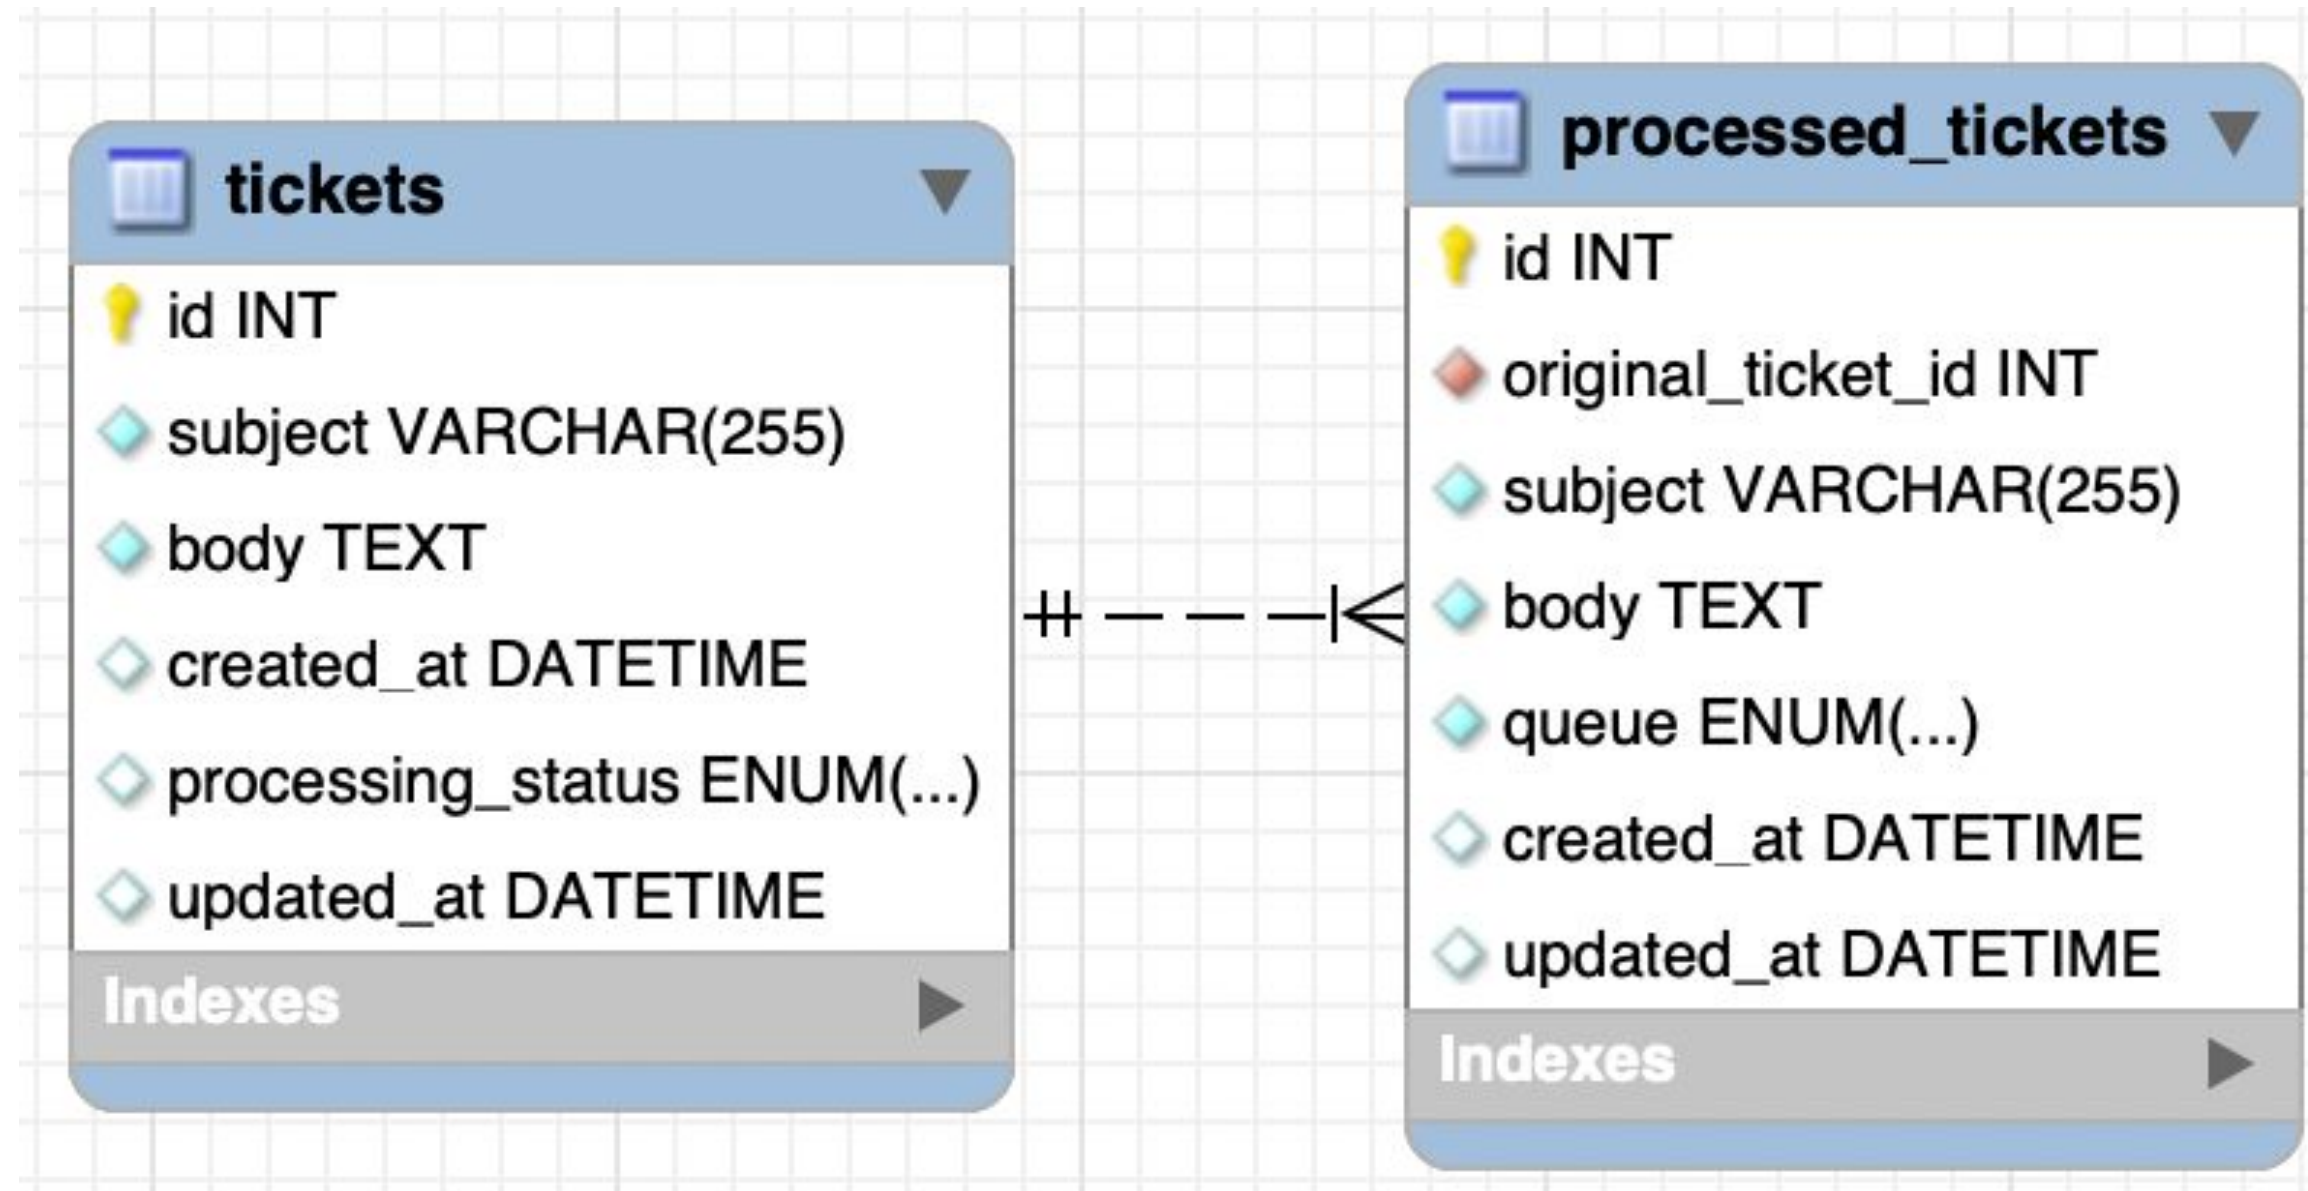 tickets
id INT
subject VARCHAR(255)
body TEXT
created_at DATETIME
processing_status ENUM(...)
updated_at DATETIME
Indexes
processed_tickets
id INT
original_ticket_id INT
subject VARCHAR(255)
body TEXT
queue ENUM(...)
created_at DATETIME
updated_at DATETIME
Indexes